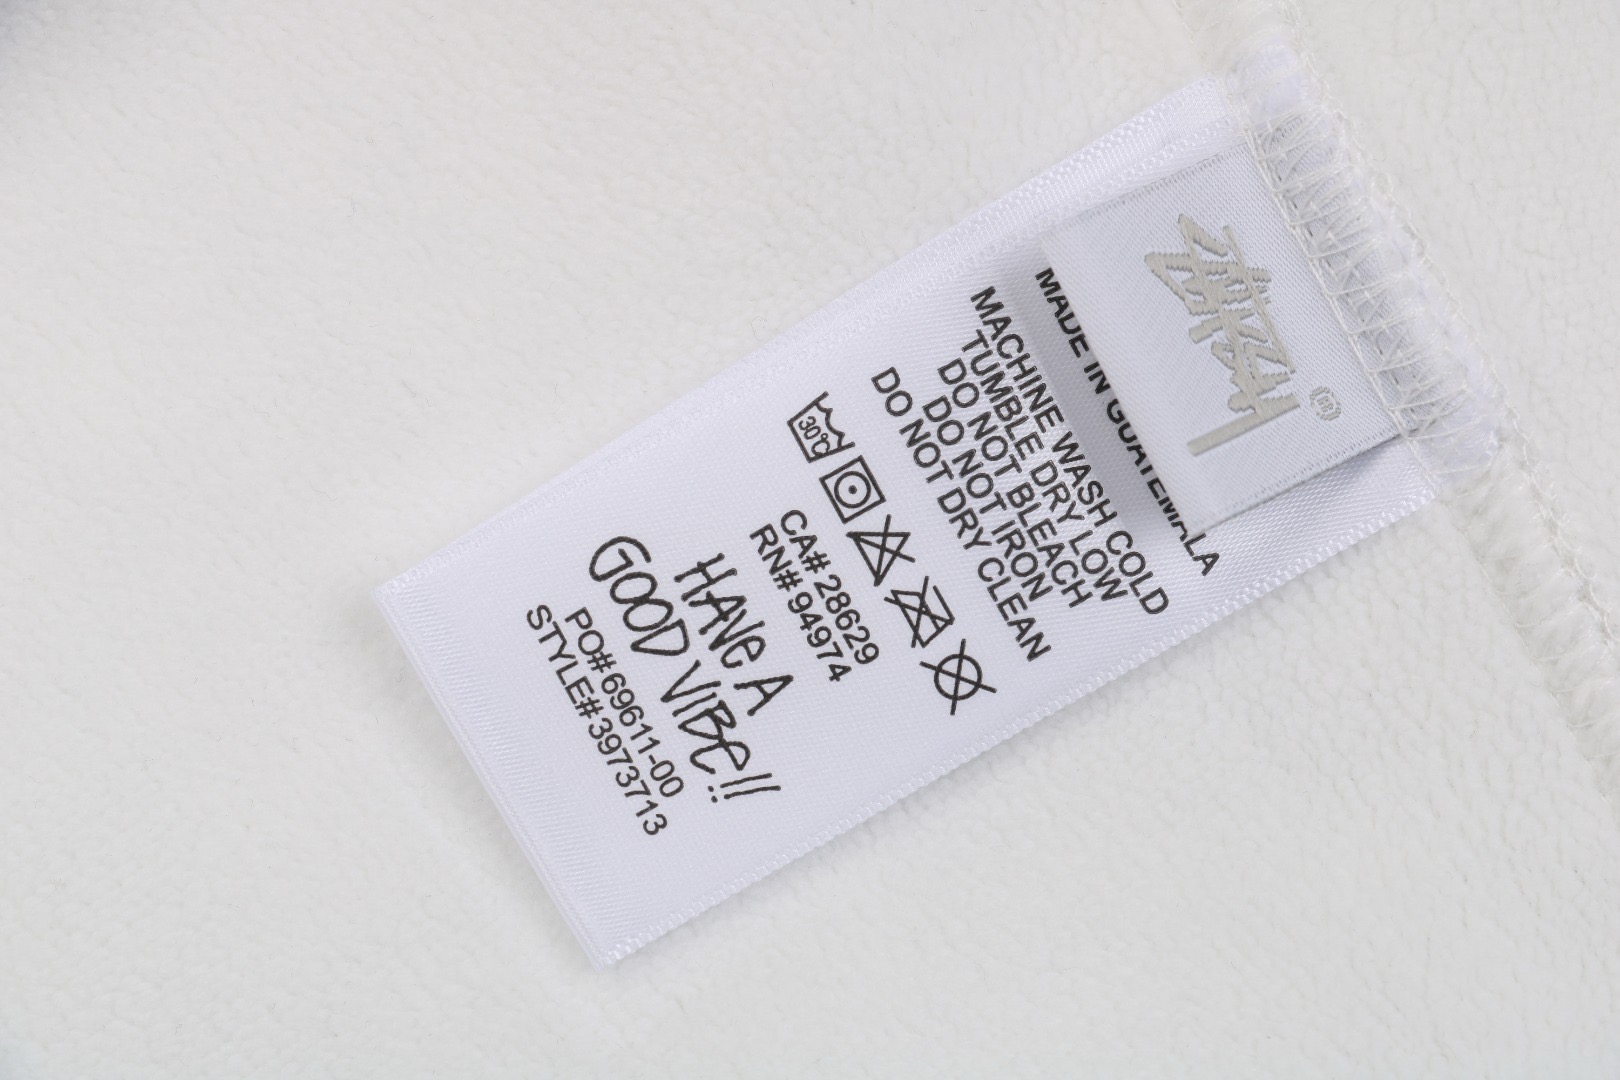 Stüssy ®
MADE IN GUATEMALA
MACHINE WASH COLD
TUMBLE DRY LOW
DO NOT BLEACH
DO NOT IRON
DO NOT DRY CLEAN
30℃
CA# 28629
RN# 94974
HAVE A
GOOD VIBE!!
PO# 69611-00
STYLE# 3973713